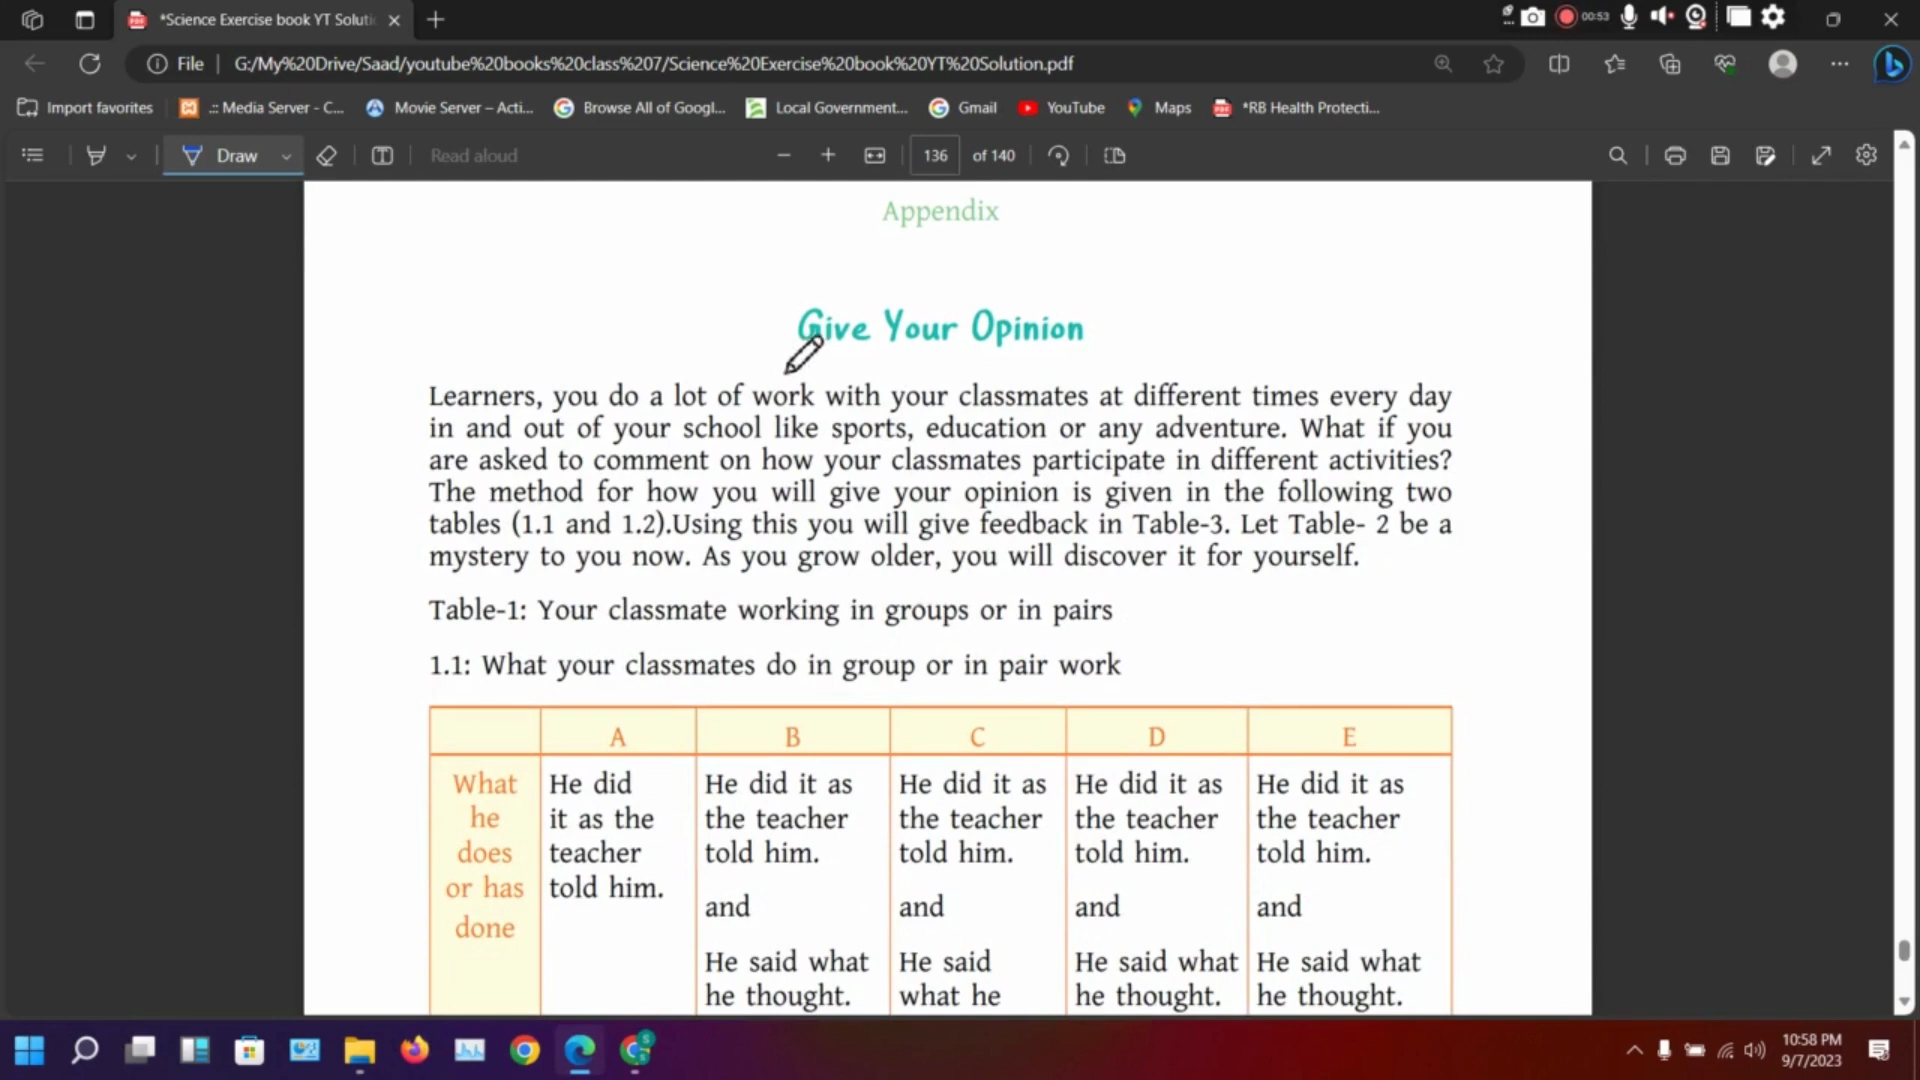 *Science Exercise book YT Soluti
00:53
File
G:/My%20Drive/Saad/youtube%20books%20class%207/Science%20Exercise%20book%20YT%20Solution.pdf
Import favorites
.:: Media Server - C...
Movie Server – Acti...
Browse All of Googl...
Local Government...
Gmail
YouTube
Maps
*RB Health Protecti...
Draw
Read aloud
136
of 140
Appendix
Give Your Opinion
Learners, you do a lot of work with your classmates at different times every day
in and out of your school like sports, education or any adventure. What if you
are asked to comment on how your classmates participate in different activities?
The method for how you will give your opinion is given in the following two
tables (1.1 and 1.2).Using this you will give feedback in Table-3. Let Table- 2 be a
mystery to you now. As you grow older, you will discover it for yourself.
Table-1: Your classmate working in groups or in pairs
1.1: What your classmates do in group or in pair work
A
B
C
D
E
What
he
does
or has
done
He did
it as the
teacher
told him.
He did it as
the teacher
told him.
and
He said what
he thought.
He did it as
the teacher
told him.
and
He said
what he
He did it as
the teacher
told him.
and
He said what
he thought.
He did it as
the teacher
told him.
and
He said what
he thought.
10:58 PM
9/7/2023